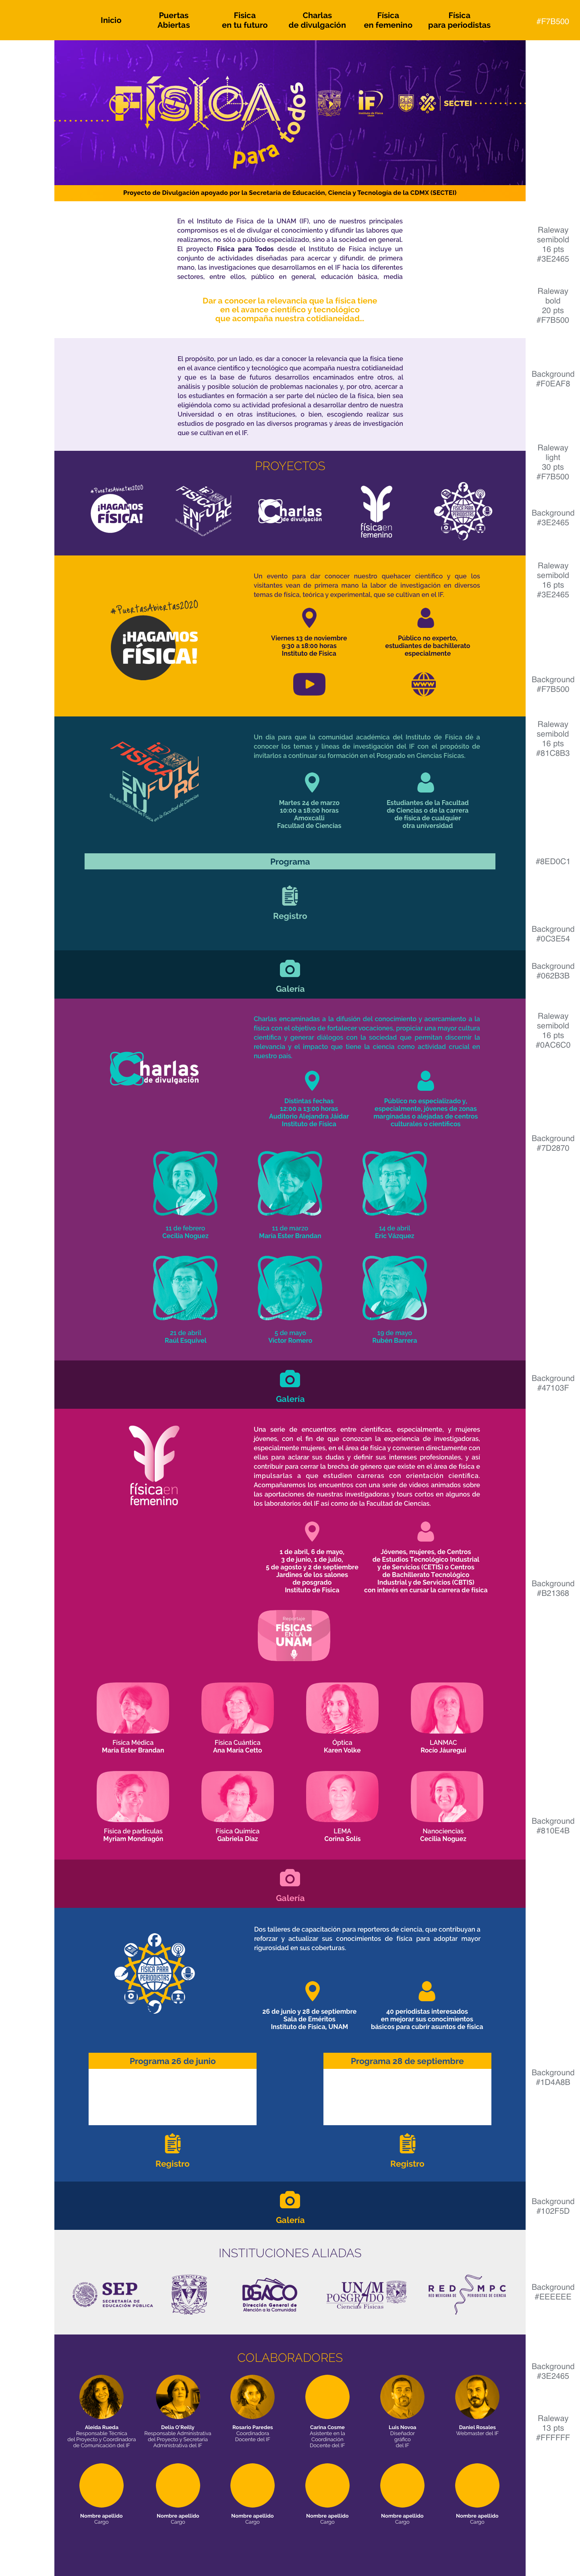 Inicio
Puertas
Abiertas
Física
en tu futuro
Charlas
de divulgación
Física
en femenino
Física
para periodistas
#F7B500
FÍSICA
para todos
iF
Instituto de Física
SECTEI
Proyecto de Divulgación apoyado por la Secretaría de Educación, Ciencia y Tecnología de la CDMX (SECTEI)
En el Instituto de Física de la UNAM (IF), uno de nuestros principales
compromisos es el de divulgar el conocimiento y difundir las labores que
realizamos, no sólo a público especializado, sino a la sociedad en general.
El proyecto Física para Todos desde el Instituto de Física incluye un
conjunto de actividades diseñadas para acercar y difundir, de primera
mano, las investigaciones que desarrollamos en el IF hacia los diferentes
sectores, entre ellos, público en general, educación básica, media
Raleway
semibold
16 pts
#3E2465
Dar a conocer la relevancia que la física tiene
en el avance científico y tecnológico
que acompaña nuestra cotidianeidad...
Raleway
bold
20 pts
#F7B500
El propósito, por un lado, es dar a conocer la relevancia que la física tiene
en el avance científico y tecnológico que acompaña nuestra cotidianeidad
y que es la base de futuros desarrollos encaminados entre otros, al
análisis y posible solución de problemas nacionales y, por otro, acercar a
los estudiantes en formación a ser parte del núcleo de la física, bien sea
eligiéndola como su actividad profesional a desarrollar dentro de nuestra
Universidad o en otras instituciones, o bien, escogiendo realizar sus
estudios de posgrado en las diversos programas y áreas de investigación
que se cultivan en el IF.
Background
#F0EAF8
PROYECTOS
Raleway
light
30 pts
#F7B500
#PuertasAbiertas2020
¡HAGAMOS
FÍSICA!
FÍSICA
EN TU
FUTURO
Charlas
de divulgación
físicaen
femenino
FÍSICA PARA
PERIODISTAS
Background
#3E2465
Un evento para dar conocer nuestro quehacer científico y que los
visitantes vean de primera mano la labor de investigación en diversos
temas de física, teórica y experimental, que se cultivan en el IF.
Raleway
semibold
16 pts
#3E2465
#PuertasAbiertas2020
¡HAGAMOS
FÍSICA!
Viernes 13 de noviembre
9:30 a 18:00 horas
Instituto de Física
Público no experto,
estudiantes de bachillerato
especialmente
www
Background
#F7B500
Un día para que la comunidad académica del Instituto de Física dé a
conocer los temas y líneas de investigación del IF con el propósito de
invitarlos a continuar su formación en el Posgrado en Ciencias Físicas.
Raleway
semibold
16 pts
#81C8B3
iF
FÍSICA
EN TU
FUTURO
Martes 24 de marzo
10:00 a 18:00 horas
Amoxcalli
Facultad de Ciencias
Estudiantes de la Facultad
de Ciencias o de la carrera
de física de cualquier
otra universidad
Programa
#8ED0C1
Registro
Background
#0C3E54
Galería
Background
#062B3B
Charlas encaminadas a la difusión del conocimiento y acercamiento a la
física con el objetivo de fortalecer vocaciones, propiciar una mayor cultura
científica y generar diálogos con la sociedad que permitan discernir la
relevancia y el impacto que tiene la ciencia como actividad crucial en
nuestro país.
Raleway
semibold
16 pts
#0AC6C0
Charlas
de divulgación
Distintas fechas
12:00 a 13:00 horas
Auditorio Alejandra Jáidar
Instituto de Física
Público no especializado y,
especialmente, jóvenes de zonas
marginadas o alejadas de centros
culturales o científicos
Background
#7D2870
11 de febrero
Cecilia Noguez
11 de marzo
María Ester Brandan
14 de abril
Eric Vázquez
21 de abril
Raúl Esquivel
5 de mayo
Víctor Romero
19 de mayo
Rubén Barrera
Galería
Background
#47103F
físicaen
femenino
Una serie de encuentros entre científicas, especialmente, y mujeres
jóvenes, con el fin de que conozcan la experiencia de investigadoras,
especialmente mujeres, en el área de física y conversen directamente con
ellas para aclarar sus dudas y definir sus intereses profesionales, y así
contribuir para cerrar la brecha de género que existe en el área de física e
impulsarlas a que estudien carreras con orientación científica.
Acompañaremos los encuentros con una serie de videos animados sobre
las aportaciones de nuestras investigadoras y tours cortos en algunos de
los laboratorios del IF así como de la Facultad de Ciencias.
1 de abril, 6 de mayo,
3 de junio, 1 de julio,
5 de agosto y 2 de septiembre
Jardines de los salones
de posgrado
Instituto de Física
Jóvenes, mujeres, de Centros
de Estudios Tecnológico Industrial
y de Servicios (CETIS) o Centros
de Bachillerato Tecnológico
Industrial y de Servicios (CBTIS)
con interés en cursar la carrera de física
Background
#B21368
Reportaje
FÍSICAS
EN LA
UNAM
Física Médica
María Ester Brandan
Física Cuántica
Ana María Cetto
Óptica
Karen Volke
LANMAC
Rocío Jáuregui
Física de partículas
Myriam Mondragón
Física Química
Gabriela Díaz
LEMA
Corina Solís
Nanociencias
Cecilia Noguez
Background
#810E4B
Galería
Dos talleres de capacitación para reporteros de ciencia, que contribuyan a
reforzar y actualizar sus conocimientos de física para adoptar mayor
rigurosidad en sus coberturas.
FÍSICA PARA
PERIODISTAS
26 de junio y 28 de septiembre
Sala de Eméritos
Instituto de Física, UNAM
40 periodistas interesados
en mejorar sus conocimientos
básicos para cubrir asuntos de física
Programa 26 de junio
Programa 28 de septiembre
Background
#1D4A8B
Registro
Registro
Galería
Background
#102F5D
INSTITUCIONES ALIADAS
SEP
SECRETARÍA DE
EDUCACIÓN PÚBLICA
DGACO
Dirección General de
Atención a la Comunidad
UNAM
POSGRADO
Ciencias Físicas
RED MPC
RED MEXICANA DE PERIODISTAS DE CIENCIA
Background
#EEEEEE
COLABORADORES
Background
#3E2465
Aleida Rueda
Responsable Técnica
del Proyecto y Coordinadora
de Comunicación del IF
Delia O'Reilly
Responsable Administrativa
del Proyecto y Secretaria
Administrativa del IF
Rosario Paredes
Coordinadora
Docente del IF
Carina Cosme
Asistente en la
Coordinación
Docente del IF
Luis Novoa
Diseñador
gráfico
del IF
Daniel Rosales
Webmaster del IF
Raleway
13 pts
#FFFFFF
Nombre apellido
Cargo
Nombre apellido
Cargo
Nombre apellido
Cargo
Nombre apellido
Cargo
Nombre apellido
Cargo
Nombre apellido
Cargo